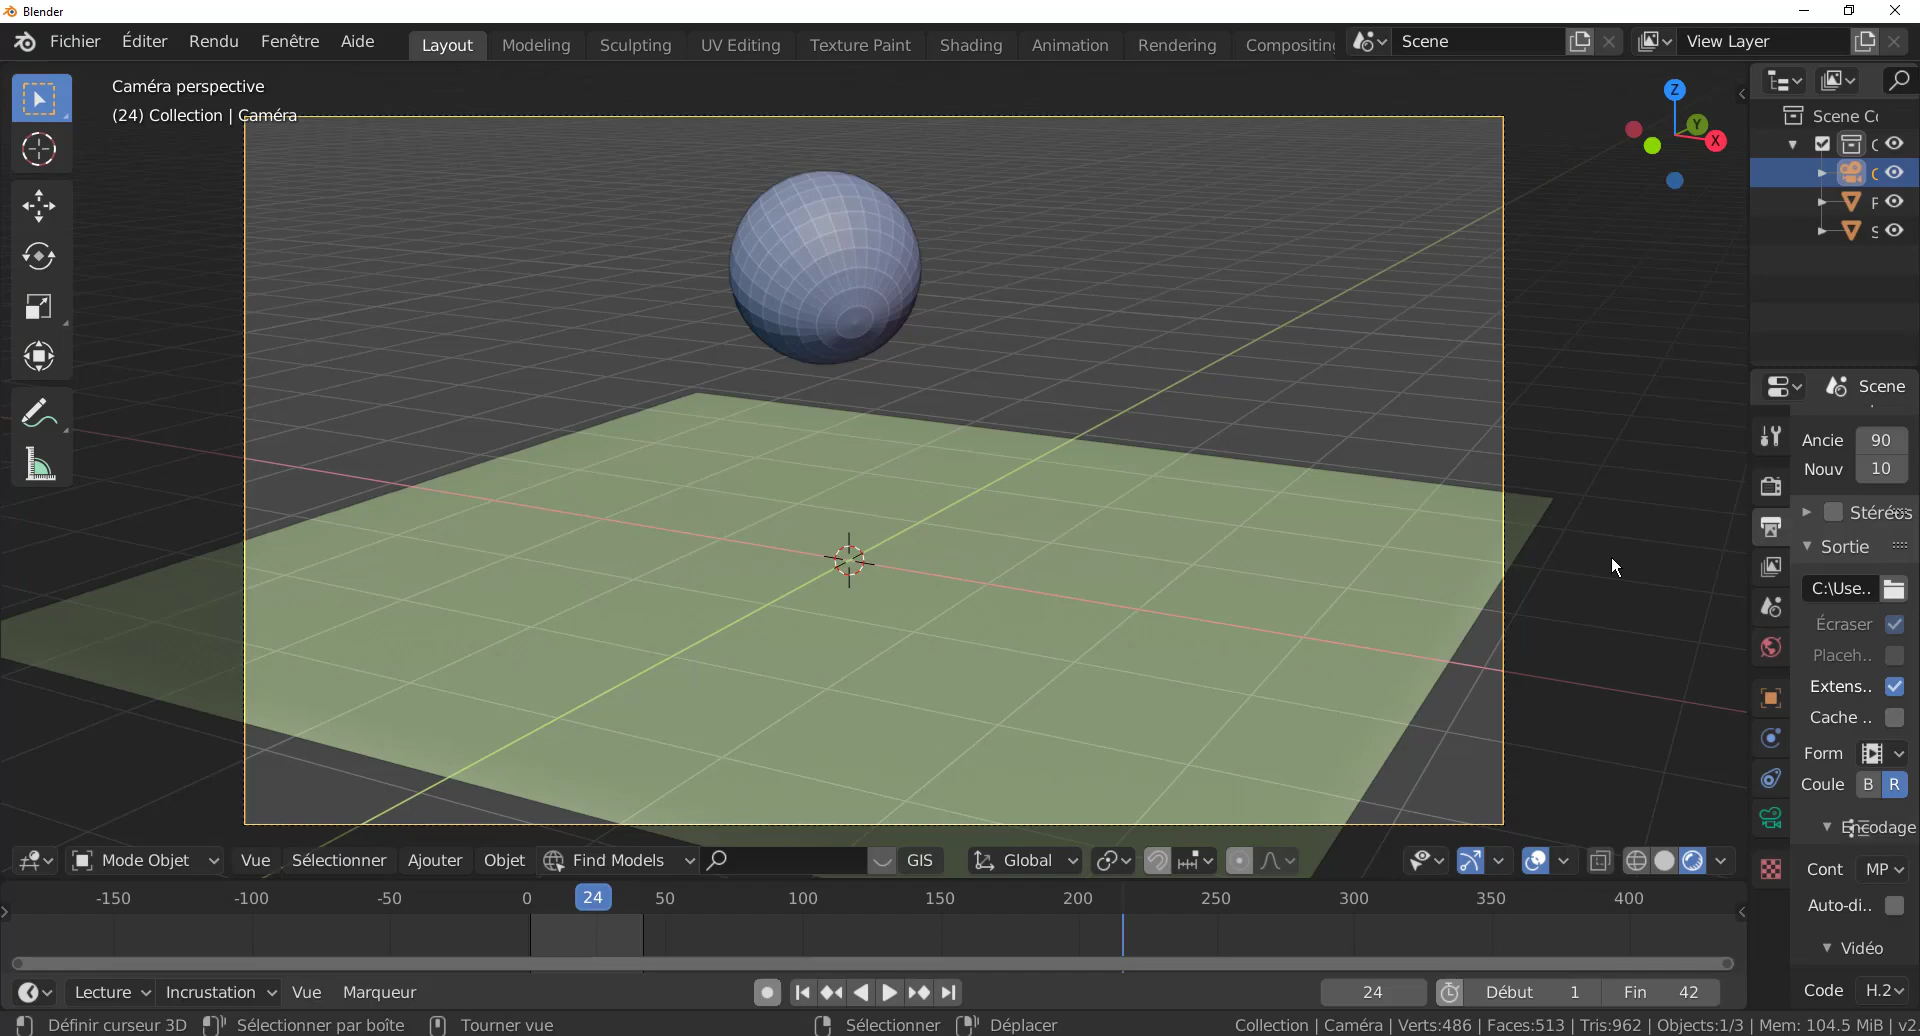 Blender
Fichier Éditer Rendu Fenêtre Aide Layout Modeling Sculpting UV Editing Texture Paint Shading Animation Rendering Compositing Scene View Layer
Caméra perspective
(24) Collection | Caméra
Z
Y
X
Scene Co
C
C
P
S
Scene
Ancie 90
Nouv 10
Stéréos
Sortie
C:\Use..
Écraser
Placeh..
Extens..
Cache ..
Form
Coule B R
Encodage
Cont MP
Auto-di..
Vidéo
Code H.2
Mode Objet Vue Sélectionner Ajouter Objet Find Models GIS Global
-150 -100 -50 0 24 50 100 150 200 250 300 350 400
Lecture Incrustation Vue Marqueur 24 Début 1 Fin 42
Définir curseur 3D Sélectionner par boîte Tourner vue Sélectionner Déplacer Collection | Caméra | Verts:486 | Faces:513 | Tris:962 | Objects:1/3 | Mem: 104.5 MiB | v2